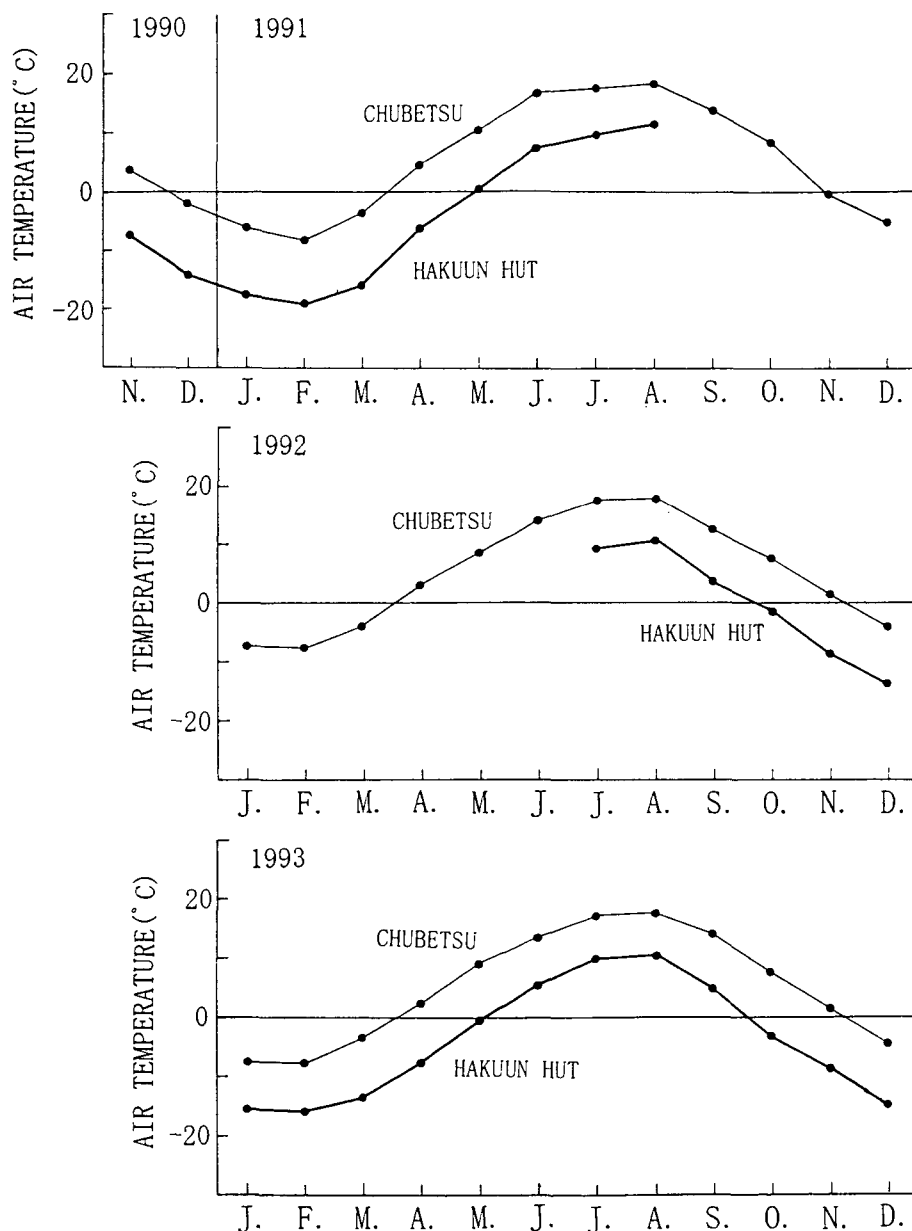 1990 1991
AIR TEMPERATURE(°C)
20
0
-20
CHUBETSU
HAKUUN HUT
N. D. J. F. M. A. M. J. J. A. S. O. N. D.
1992
AIR TEMPERATURE(°C)
20
0
-20
CHUBETSU
HAKUUN HUT
J. F. M. A. M. J. J. A. S. O. N. D.
1993
AIR TEMPERATURE(°C)
20
0
-20
CHUBETSU
HAKUUN HUT
J. F. M. A. M. J. J. A. S. O. N. D.